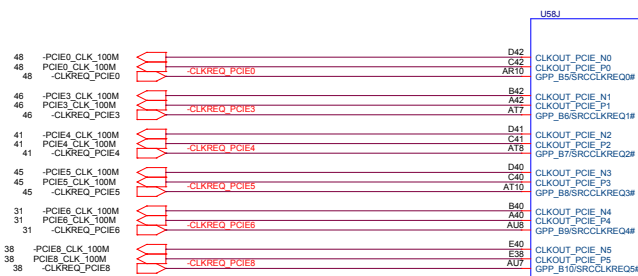 U58J
48 -PCIE0_CLK_100M D42 CLKOUT_PCIE_N0
48 PCIE0_CLK_100M C42 CLKOUT_PCIE_P0
48 -CLKREQ_PCIE0 -CLKREQ_PCIE0 AR10 GPP_B5/SRCCLKREQ0#
46 -PCIE3_CLK_100M B42 CLKOUT_PCIE_N1
46 PCIE3_CLK_100M A42 CLKOUT_PCIE_P1
46 -CLKREQ_PCIE3 -CLKREQ_PCIE3 AT7 GPP_B6/SRCCLKREQ1#
41 -PCIE4_CLK_100M D41 CLKOUT_PCIE_N2
41 PCIE4_CLK_100M C41 CLKOUT_PCIE_P2
41 -CLKREQ_PCIE4 -CLKREQ_PCIE4 AT8 GPP_B7/SRCCLKREQ2#
45 -PCIE5_CLK_100M D40 CLKOUT_PCIE_N3
45 PCIE5_CLK_100M C40 CLKOUT_PCIE_P3
45 -CLKREQ_PCIE5 -CLKREQ_PCIE5 AT10 GPP_B8/SRCCLKREQ3#
31 -PCIE6_CLK_100M B40 CLKOUT_PCIE_N4
31 PCIE6_CLK_100M A40 CLKOUT_PCIE_P4
31 -CLKREQ_PCIE6 -CLKREQ_PCIE6 AU8 GPP_B9/SRCCLKREQ4#
38 -PCIE8_CLK_100M E40 CLKOUT_PCIE_N5
38 PCIE8_CLK_100M E38 CLKOUT_PCIE_P5
38 -CLKREQ_PCIE8 -CLKREQ_PCIE8 AU7 GPP_B10/SRCCLKREQ5#